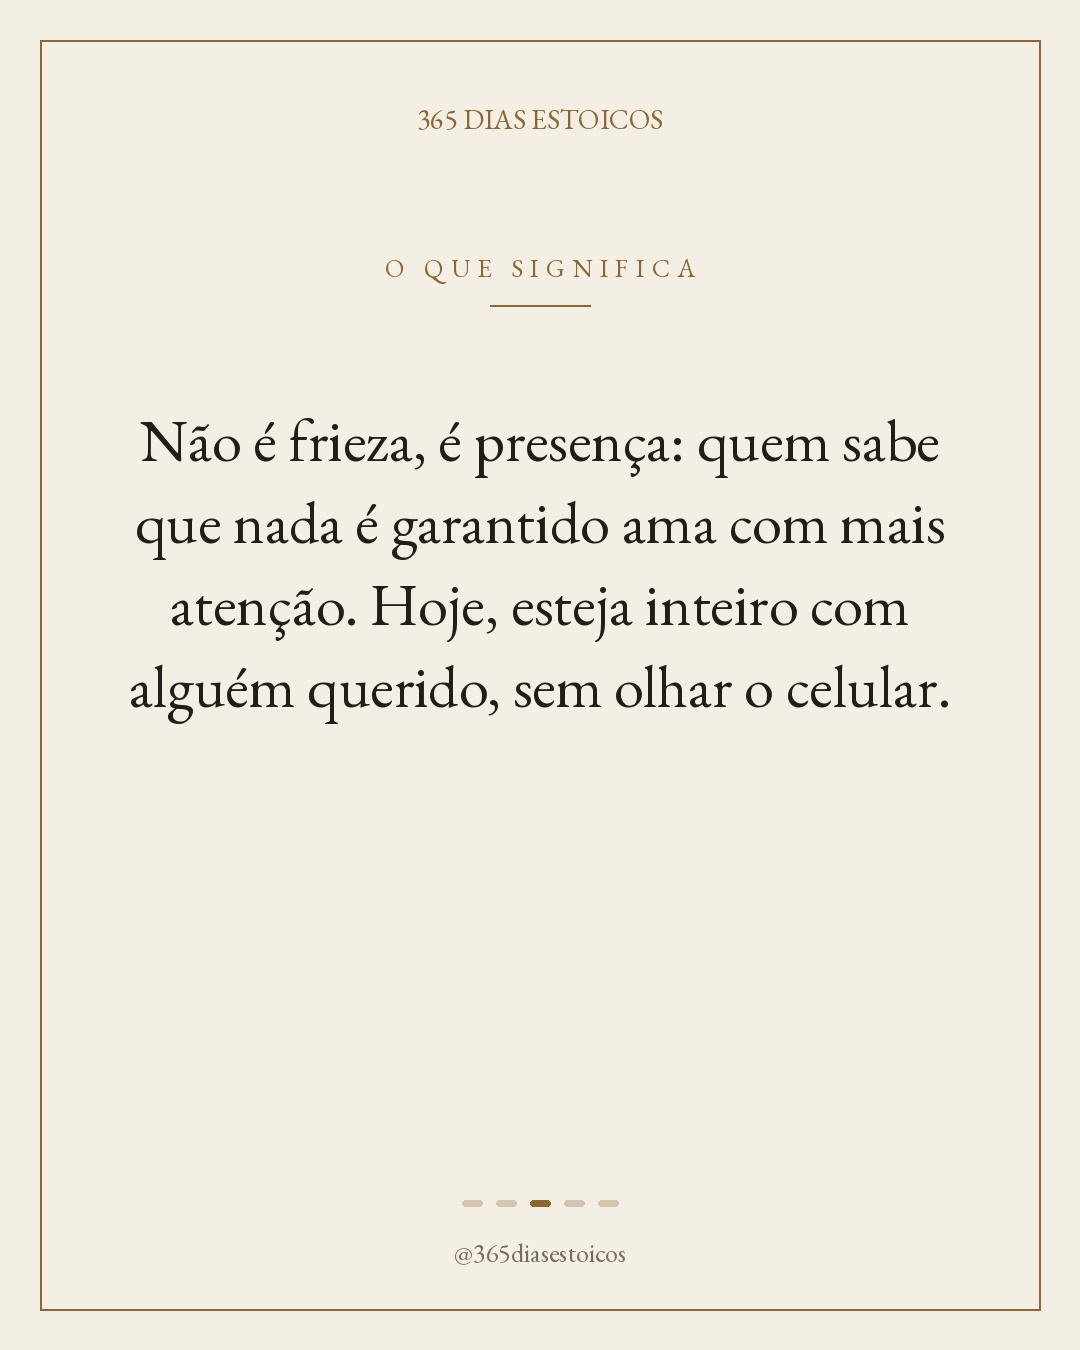 365 DIAS ESTOICOS
O QUE SIGNIFICA
Não é frieza, é presença: quem sabe
que nada é garantido ama com mais
atenção. Hoje, esteja inteiro com
alguém querido, sem olhar o celular.
@365diasestoicos